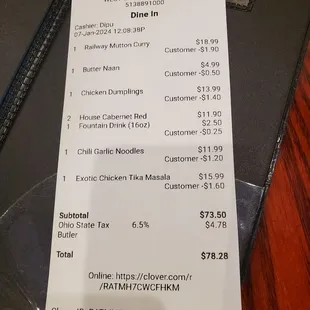 5138891000
Dine In
Cashier: Dipu
07-Jan-2024 12:08:38P
1 Railway Mutton Curry $18.99
Customer -$1.90
1 Butter Naan $4.99
Customer -$0.50
1 Chicken Dumplings $13.99
Customer -$1.40
2 House Cabernet Red $11.90
1 Fountain Drink (16oz) $2.50
Customer -$0.25
1 Chili Garlic Noodles $11.99
Customer -$1.20
1 Exotic Chicken Tika Masala $15.99
Customer -$1.60
Subtotal $73.50
Ohio State Tax 6.5% $4.78
Butler
Total $78.28
Online: https://clover.com/r
/RATMH7CWCFHKM